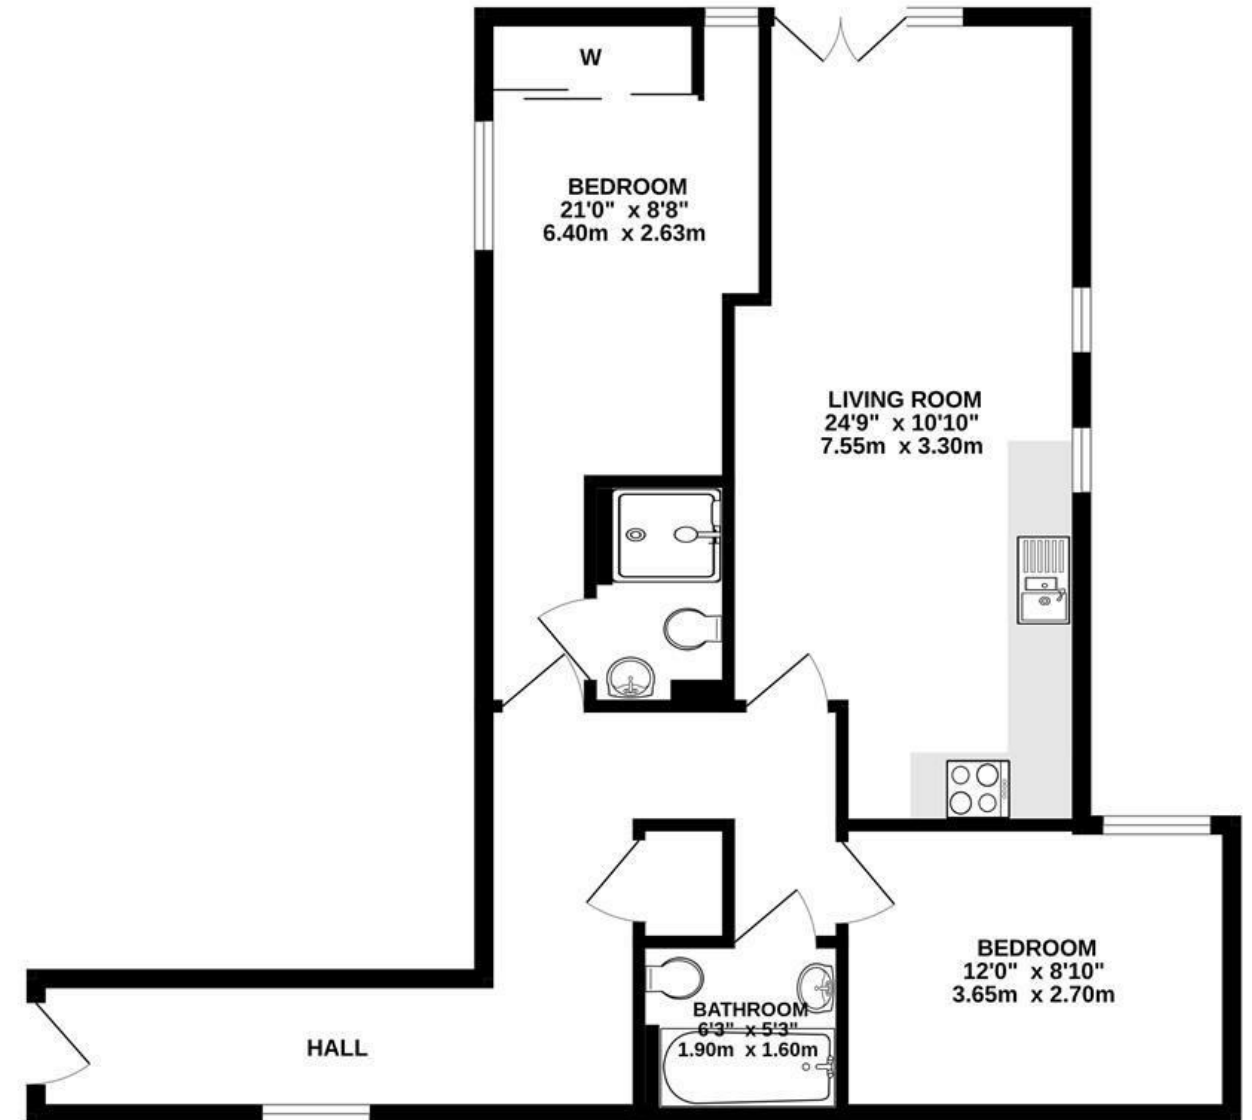 W
BEDROOM
21'0" x 8'8"
6.40m x 2.63m
LIVING ROOM
24'9" x 10'10"
7.55m x 3.30m
BEDROOM
12'0" x 8'10"
3.65m x 2.70m
BATHROOM
6'3" x 5'3"
1.90m x 1.60m
HALL